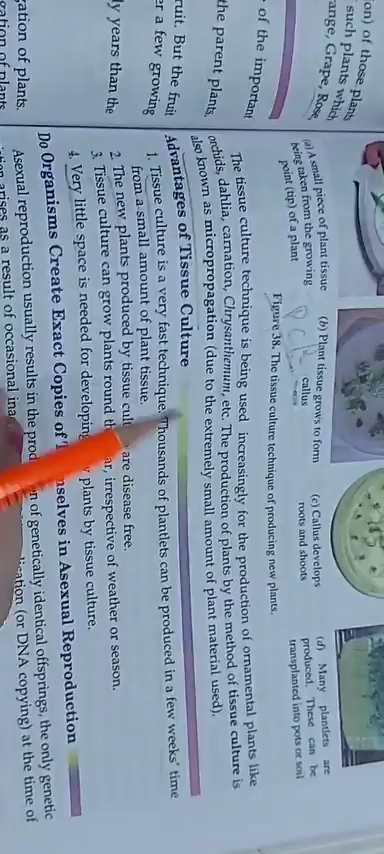 ion) of those plants
such plants which
ange, Grape, Rose
of the important
the parent plants.
ruit. But the fruit
er a few growing
ly years than the
gation of plants.
(a) A small piece of plant tissue
being taken from the growing
point (tip) of a plant
(b) Plant tissue grows to form
callus
(c) Callus develops
roots and shoots
(d) Many plantlets are
produced. These can be
transplanted into pots or soil
Figure 38. The tissue culture technique of producing new plants.
The tissue culture technique is being used increasingly for the production of ornamental plants like
orchids, dahlia, carnation, Chrysanthemum, etc. The production of plants by the method of tissue culture is
also known as micropropagation (due to the extremely small amount of plant material used).
Advantages of Tissue Culture
1. Tissue culture is a very fast technique. Thousands of plantlets can be produced in a few weeks' time
from a small amount of plant tissue.
2. The new plants produced by tissue are disease free.
3. Tissue culture can grow plants round irrespective of weather or season.
4. Very little space is needed for developing plants by tissue culture.
Do Organisms Create Exact Copies of in Asexual Reproduction
Asexual reproduction usually results in the of genetically identical offsprings, the only genetic
arises as a result of occasional (or DNA copying) at the time of